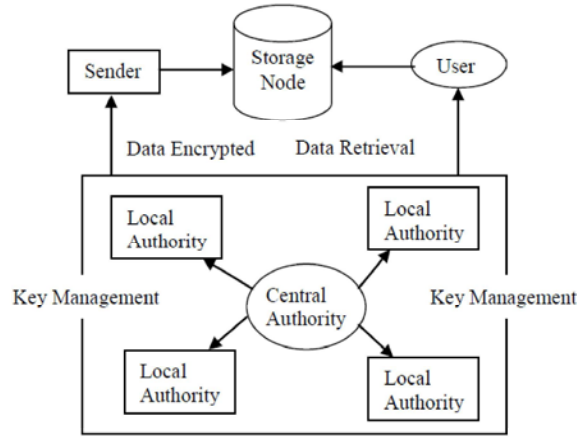 Sender
Storage
Node
User
Data Encrypted
Data Retrieval
Local
Authority
Local
Authority
Key Management
Central
Authority
Key Management
Local
Authority
Local
Authority